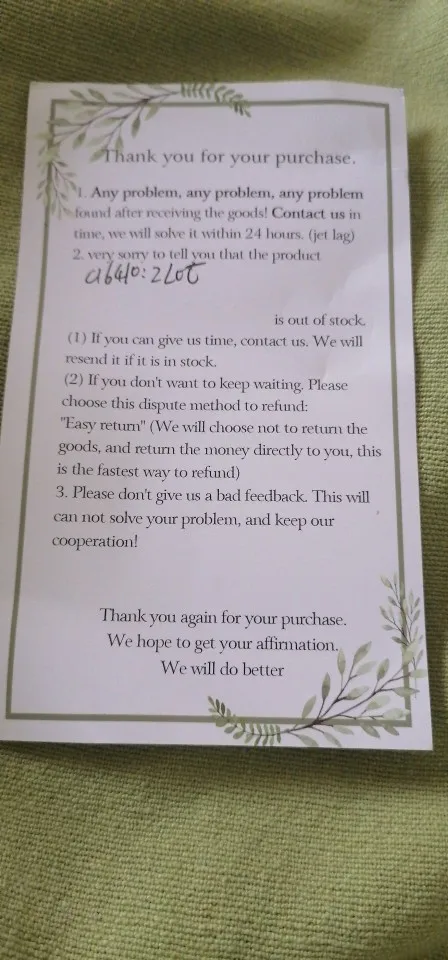 Thank you for your purchase.
1. Any problem, any problem, any problem
found after receiving the goods! Contact us in
time, we will solve it within 24 hours. (jet lag)
2. very sorry to tell you that the product
a6410: 2 Lot
is out of stock.
(1) If you can give us time, contact us. We will
resend it if it is in stock.
(2) If you don't want to keep waiting. Please
choose this dispute method to refund:
"Easy return" (We will choose not to return the
goods, and return the money directly to you, this
is the fastest way to refund)
3. Please don't give us a bad feedback. This will
can not solve your problem, and keep our
cooperation!
Thank you again for your purchase.
We hope to get your affirmation.
We will do better